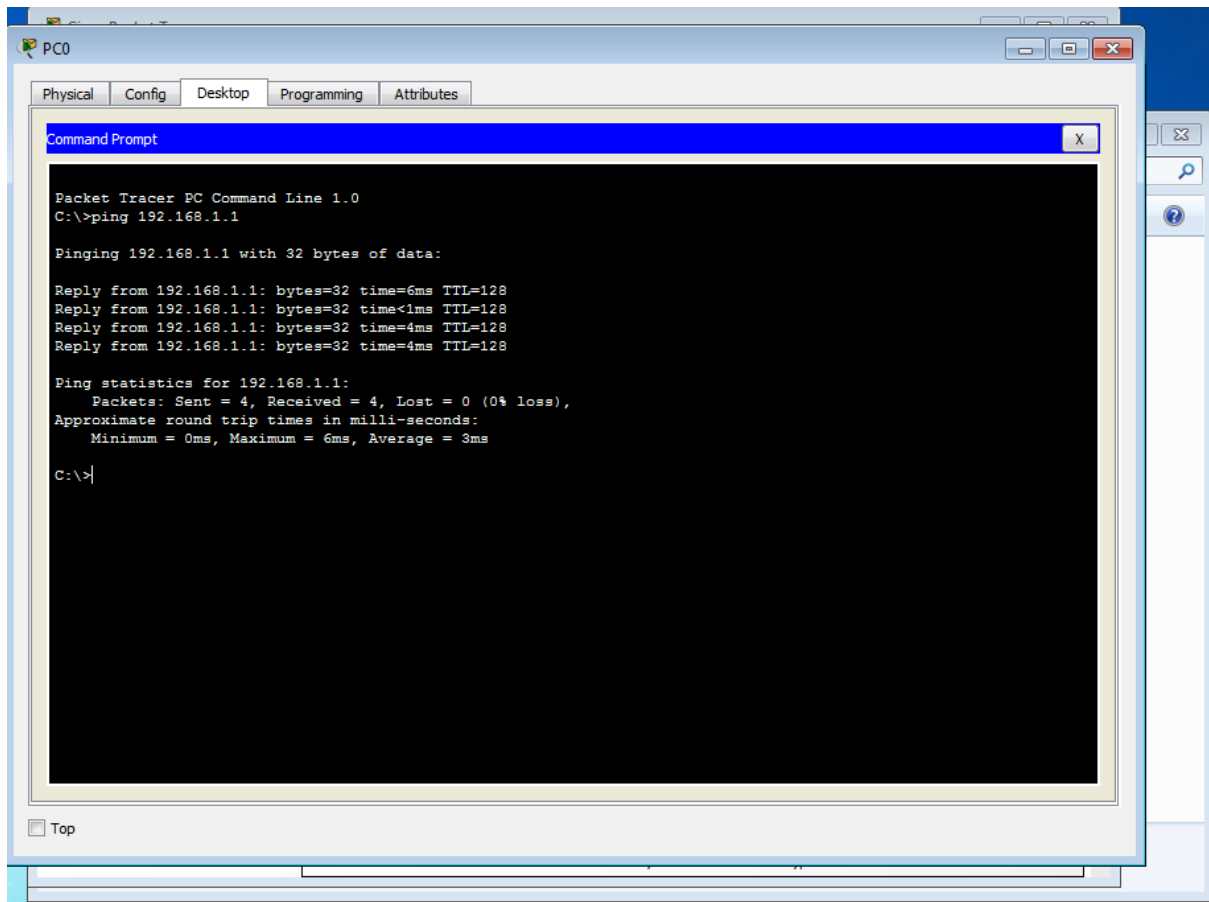 PC0
Physical Config Desktop Programming Attributes
Command Prompt
X
Packet Tracer PC Command Line 1.0
C:\>ping 192.168.1.1
Pinging 192.168.1.1 with 32 bytes of data:
Reply from 192.168.1.1: bytes=32 time=6ms TTL=128
Reply from 192.168.1.1: bytes=32 time<1ms TTL=128
Reply from 192.168.1.1: bytes=32 time=4ms TTL=128
Reply from 192.168.1.1: bytes=32 time=4ms TTL=128
Ping statistics for 192.168.1.1:
Packets: Sent = 4, Received = 4, Lost = 0 (0% loss),
Approximate round trip times in milli-seconds:
Minimum = 0ms, Maximum = 6ms, Average = 3ms
C:\>
Top